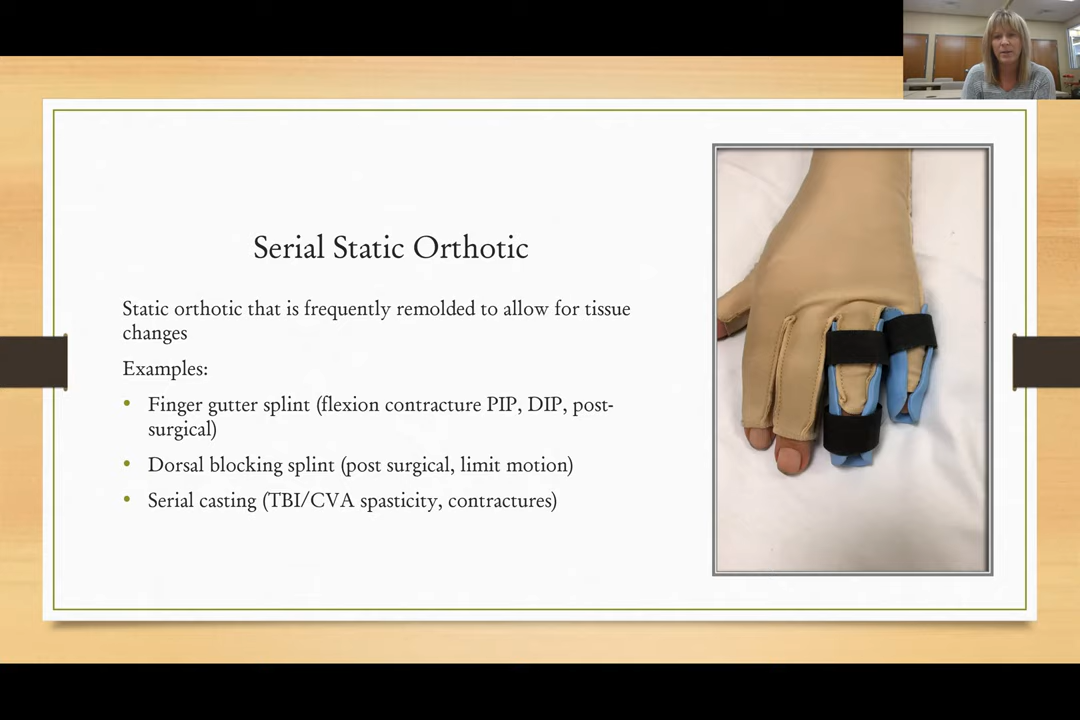 Serial Static Orthotic
Static orthotic that is frequently remolded to allow for tissue
changes
Examples:
• Finger gutter splint (flexion contracture PIP, DIP, post-
surgical)
• Dorsal blocking splint (post surgical, limit motion)
• Serial casting (TBI/CVA spasticity, contractures)